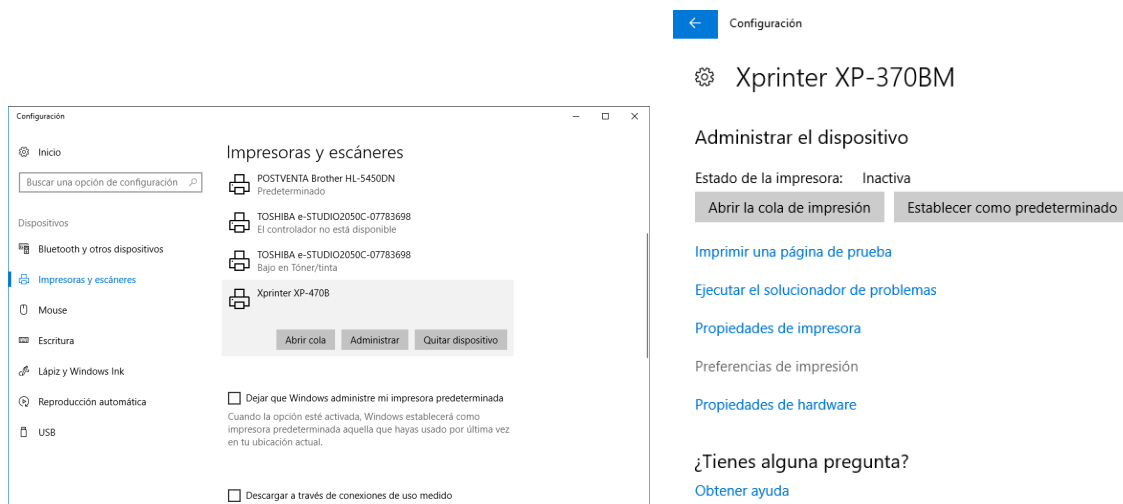 Configuración
Inicio
Buscar una opción de configuración
Dispositivos
Bluetooth y otros dispositivos
Impresoras y escáneres
Mouse
Escritura
Lápiz y Windows Ink
Reproducción automática
USB
Impresoras y escáneres
POSTVENTA Brother HL-5450DN
Predeterminado
TOSHIBA e-STUDIO2050C-07783698
El controlador no está disponible
TOSHIBA e-STUDIO2050C-07783698
Bajo en Tóner/tinta
Xprinter XP-470B
Abrir cola Administrar Quitar dispositivo
Dejar que Windows administre mi impresora predeterminada
Cuando la opción esté activada, Windows establecerá como
impresora predeterminada aquella que hayas usado por última vez
en tu ubicación actual.
Descargar a través de conexiones de uso medido
Configuración
Xprinter XP-370BM
Administrar el dispositivo
Estado de la impresora: Inactiva
Abrir la cola de impresión Establecer como predeterminado
Imprimir una página de prueba
Ejecutar el solucionador de problemas
Propiedades de impresora
Preferencias de impresión
Propiedades de hardware
¿Tienes alguna pregunta?
Obtener ayuda